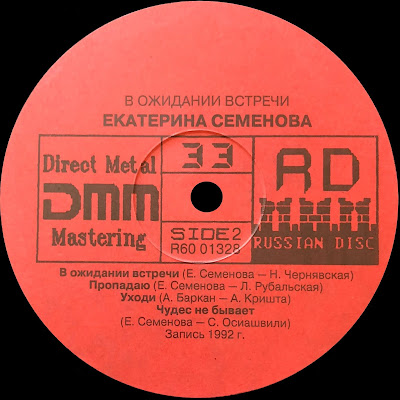 В ОЖИДАНИИ ВСТРЕЧИ
ЕКАТЕРИНА СЕМЕНОВА
Direct Metal
DMM
Mastering
33
SIDE 2
R60 01328
RD
RUSSIAN DISC
В ожидании встречи (Е. Семенова — Н. Чернявская)
Пропадаю (Е. Семенова — Л. Рубальская)
Уходи (А. Баркан — А. Кришта)
Чудес не бывает
(Е. Семенова — С. Осиашвили)
Запись 1992 г.